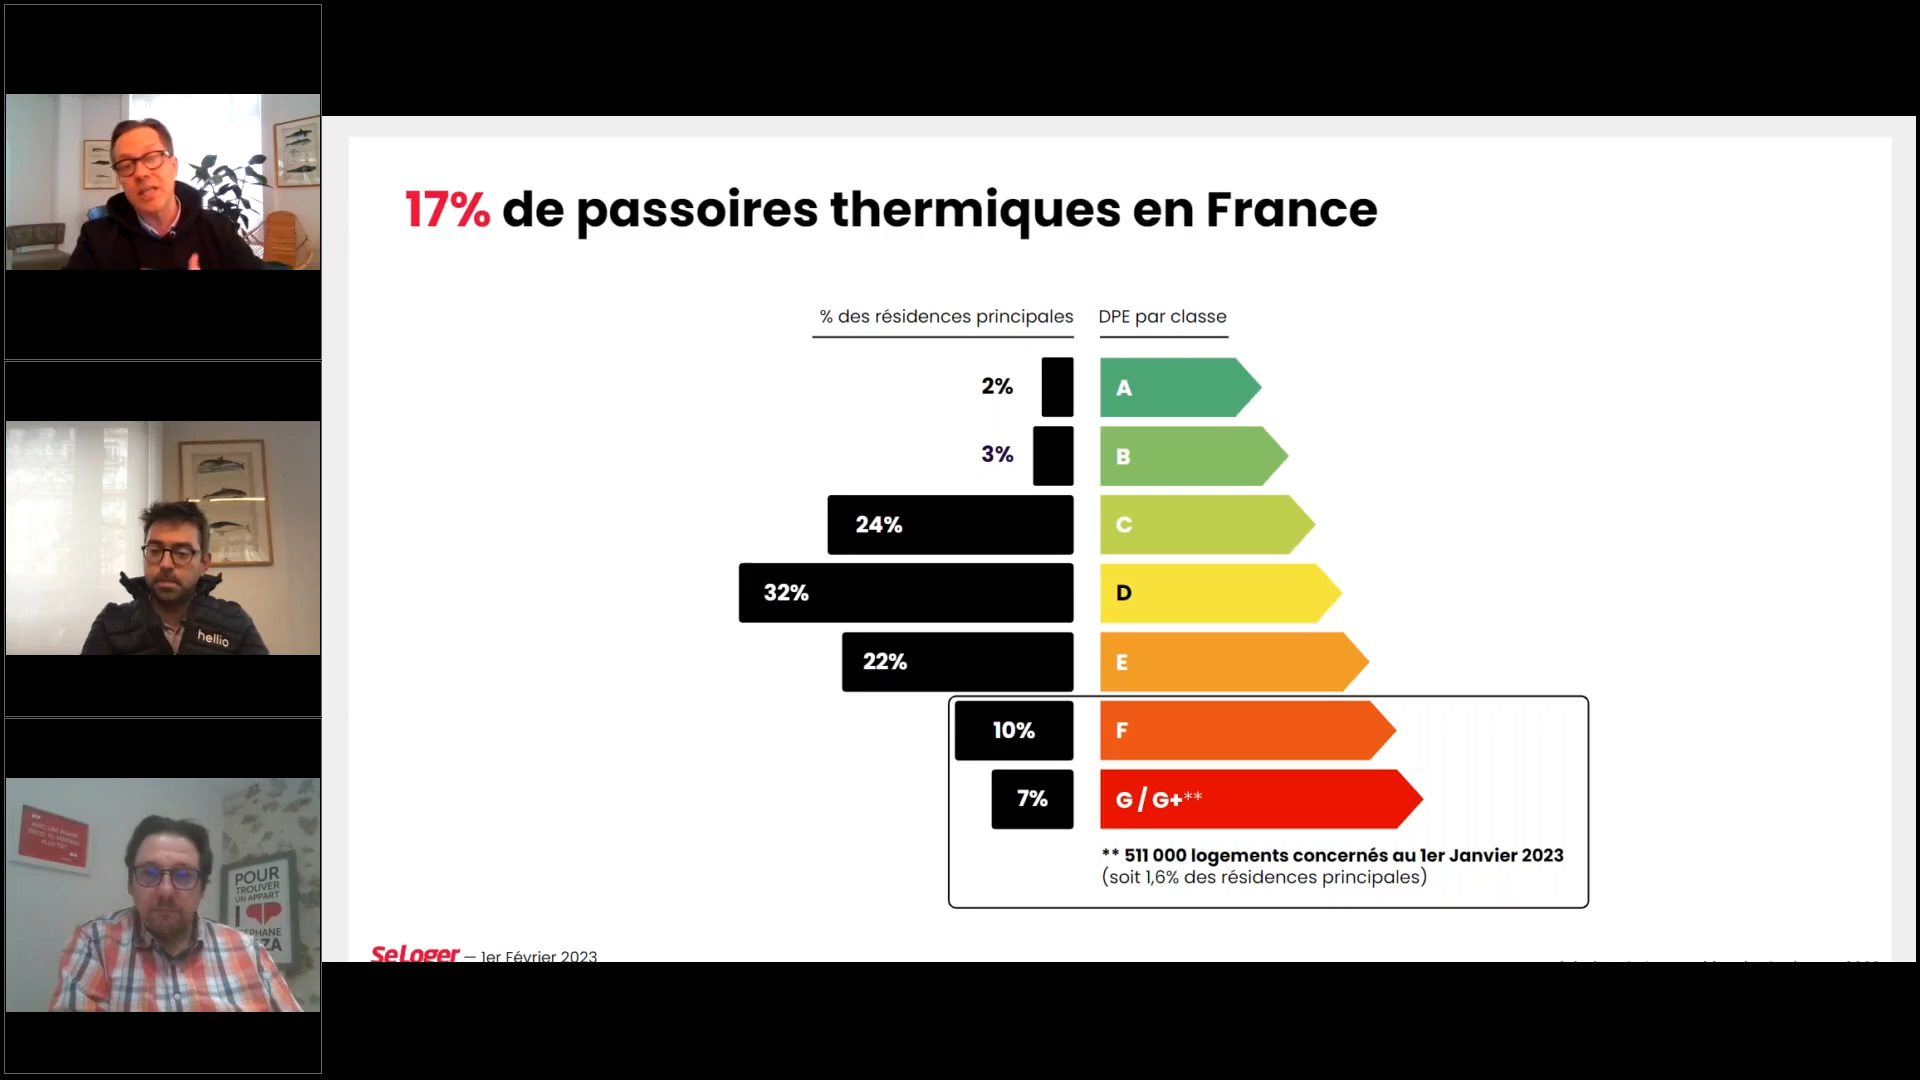 17% de passoires thermiques en France
% des résidences principales
DPE par classe
2%
A
3%
B
24%
C
32%
D
22%
E
10%
F
7%
G / G+**
** 511 000 logements concernés au 1er Janvier 2023
(soit 1,6% des résidences principales)
SeLoger — 1er Février 2023
hellio
POUR
TROUVER
UN APPART
I